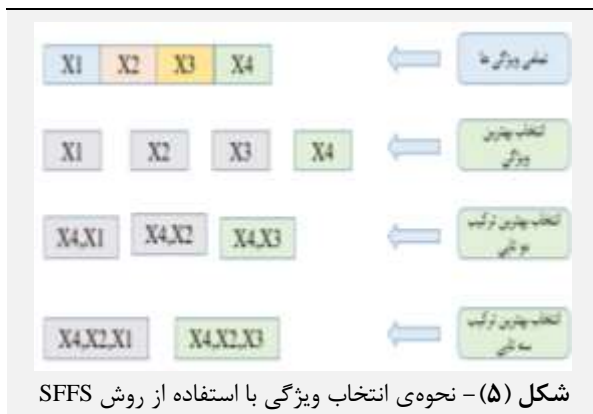 تمامی ویژگی ها
X1 X2 X3 X4
انتخاب بهترین
ویژگی
X1 X2 X3 X4
انتخاب بهترین ترکیب
دو تایی
X4,X1 X4,X2 X4,X3
انتخاب بهترین ترکیب
سه تایی
X4,X2,X1 X4,X2,X3
شکل (۵) - نحوه‌ی انتخاب ویژگی با استفاده از روش SFFS